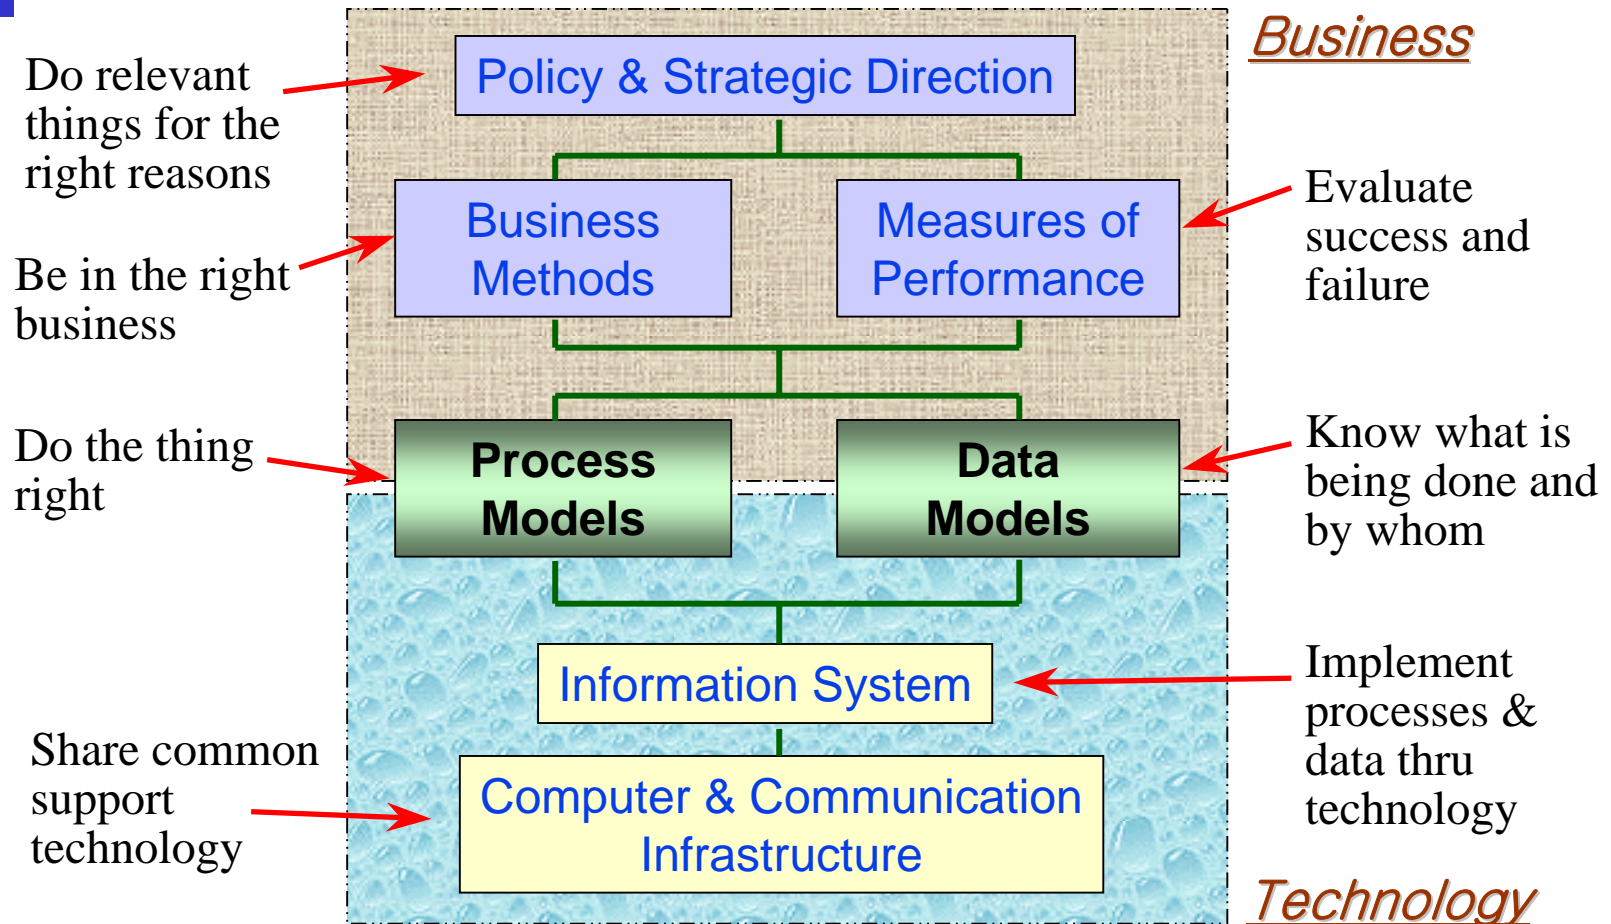 Business
Do relevant
things for the
right reasons
Policy & Strategic Direction
Business
Methods
Measures of
Performance
Evaluate
success and
failure
Be in the right
business
Do the thing
right
Process
Models
Data
Models
Know what is
being done and
by whom
Information System
Implement
processes &
data thru
technology
Share common
support
technology
Computer & Communication
Infrastructure
Technology